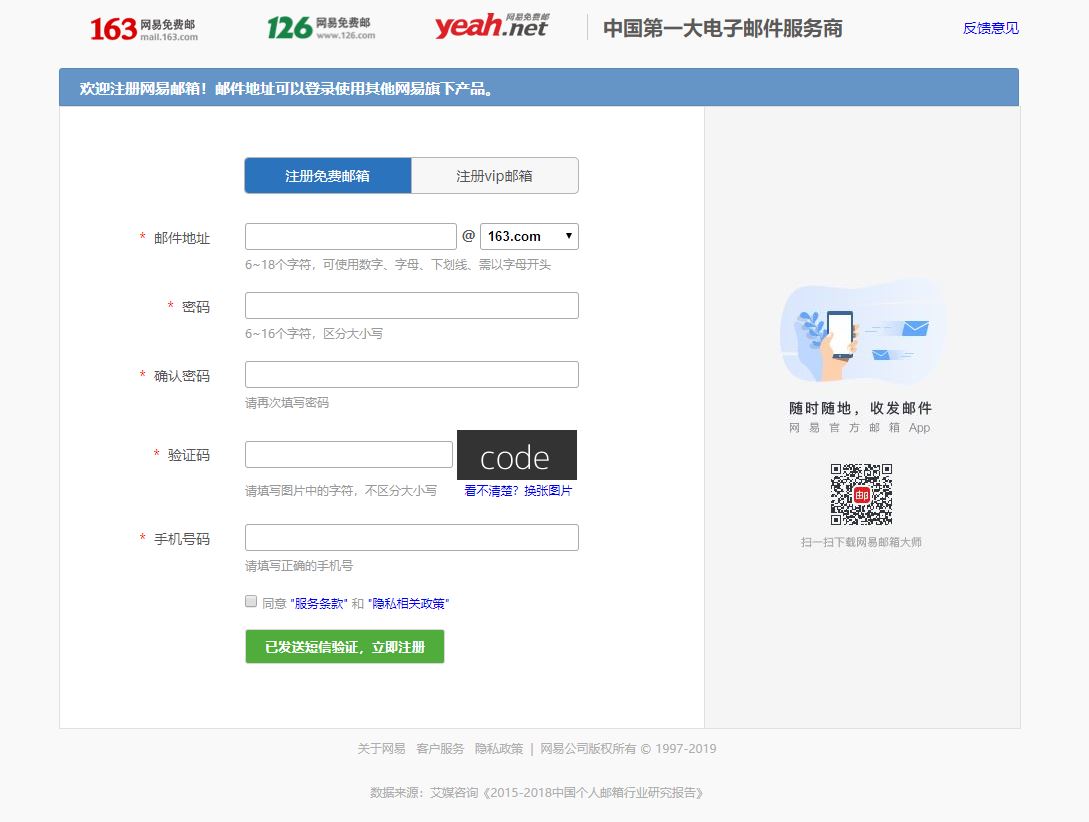 163 网易免费邮 mail.163.com
126 网易免费邮 www.126.com
yeah.net 网易免费邮
中国第一大电子邮件服务商
反馈意见
欢迎注册网易邮箱！邮件地址可以登录使用其他网易旗下产品。
注册免费邮箱 注册vip邮箱
* 邮件地址 @ 163.com
6~18个字符，可使用数字、字母、下划线、需以字母开头
* 密码
6~16个字符，区分大小写
* 确认密码
请再次填写密码
* 验证码 code
请填写图片中的字符，不区分大小写 看不清楚？换张图片
* 手机号码
请填写正确的手机号
同意 "服务条款" 和 "隐私相关政策"
已发送短信验证，立即注册
随时随地，收发邮件
网易官方邮箱 App
邮
扫一扫下载网易邮箱大师
关于网易 客户服务 隐私政策 | 网易公司版权所有 © 1997-2019
数据来源：艾媒咨询《2015-2018中国个人邮箱行业研究报告》